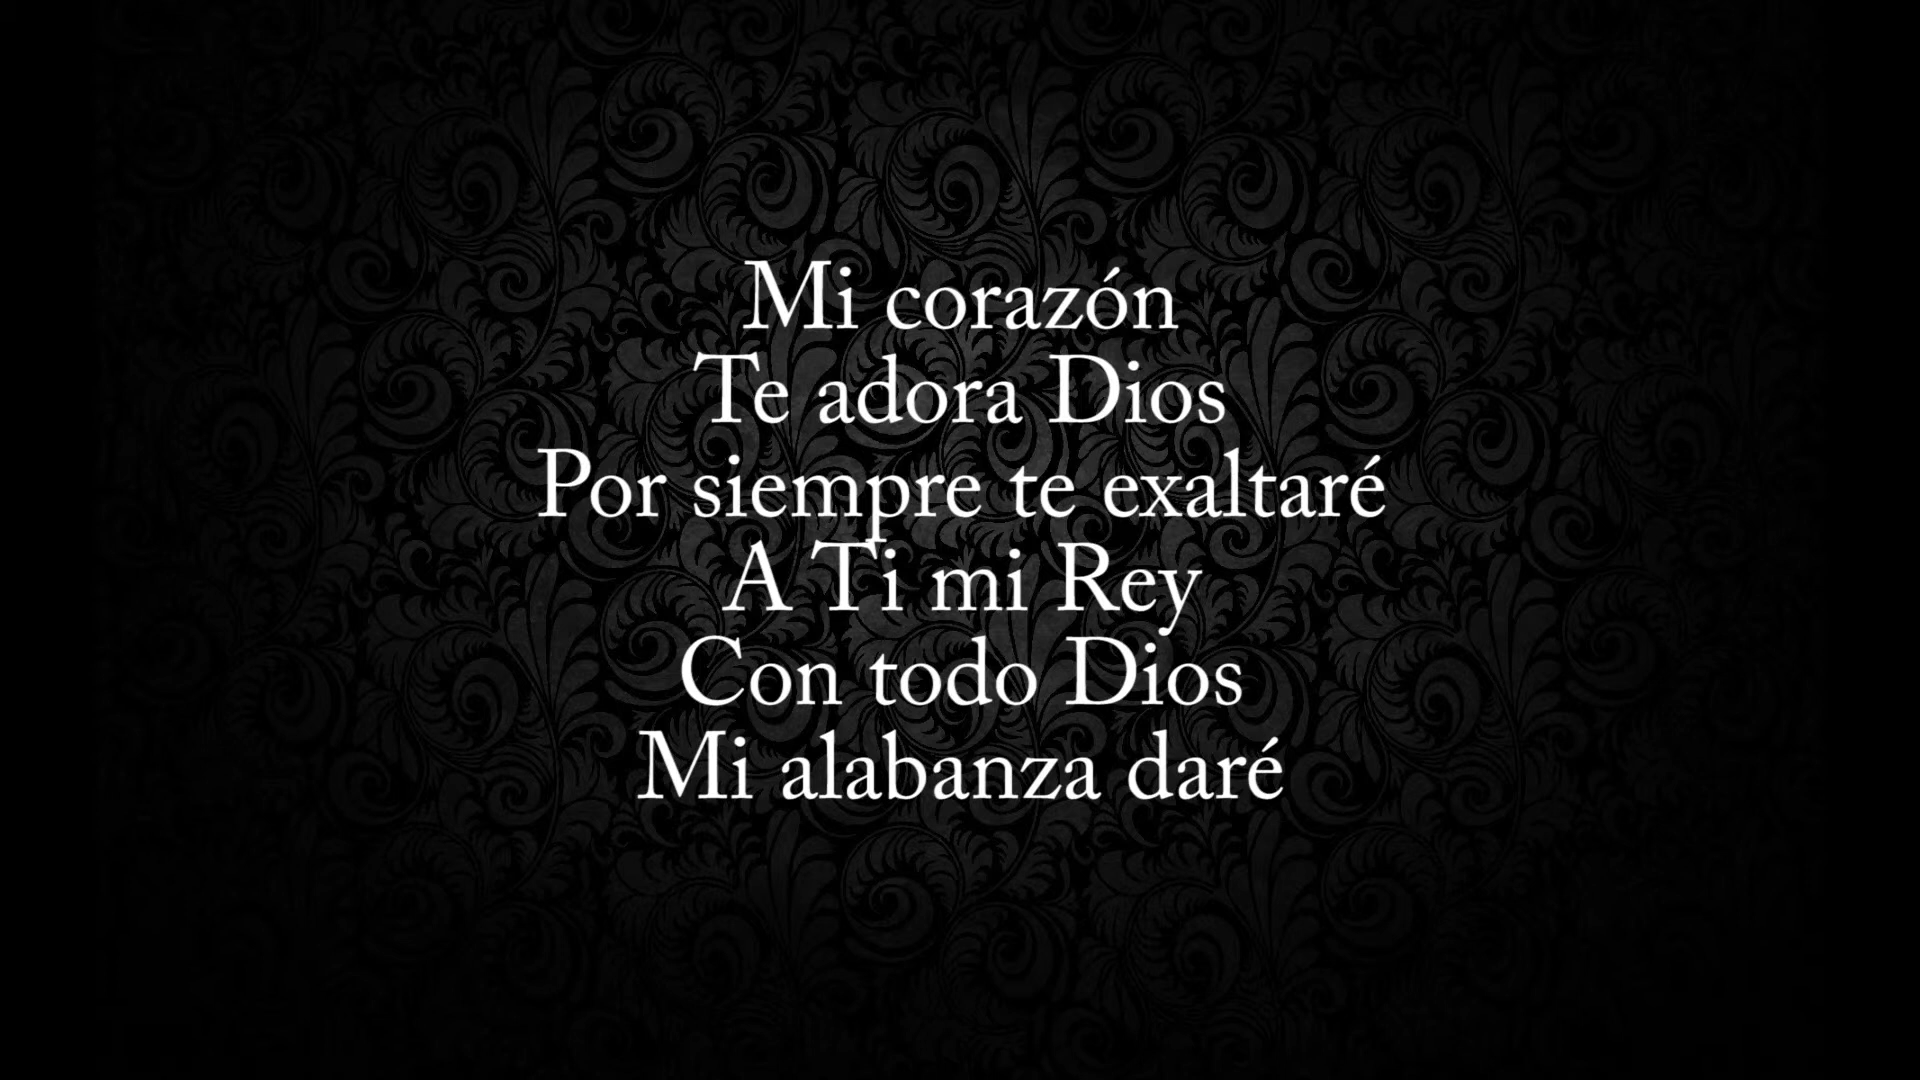 Mi corazón
Te adora Dios
Por siempre te exaltaré
A Ti mi Rey
Con todo Dios
Mi alabanza daré